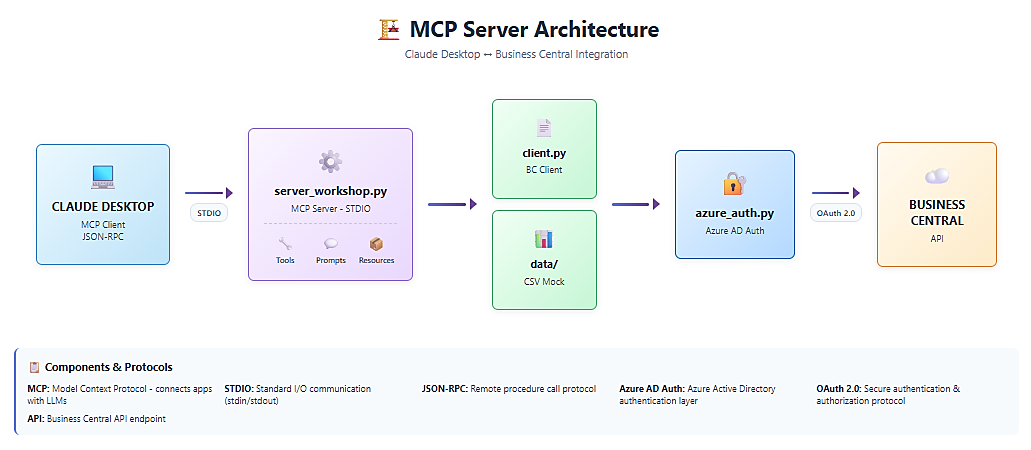 MCP Server Architecture
Claude Desktop ↔ Business Central Integration
CLAUDE DESKTOP
MCP Client
JSON-RPC
STDIO
server_workshop.py
MCP Server - STDIO
Tools
Prompts
Resources
client.py
BC Client
data/
CSV Mock
azure_auth.py
Azure AD Auth
OAuth 2.0
BUSINESS
CENTRAL
API
Components & Protocols
MCP: Model Context Protocol - connects apps
with LLMs
STDIO: Standard I/O communication
(stdin/stdout)
JSON-RPC: Remote procedure call protocol
Azure AD Auth: Azure Active Directory
authentication layer
OAuth 2.0: Secure authentication &
authorization protocol
API: Business Central API endpoint